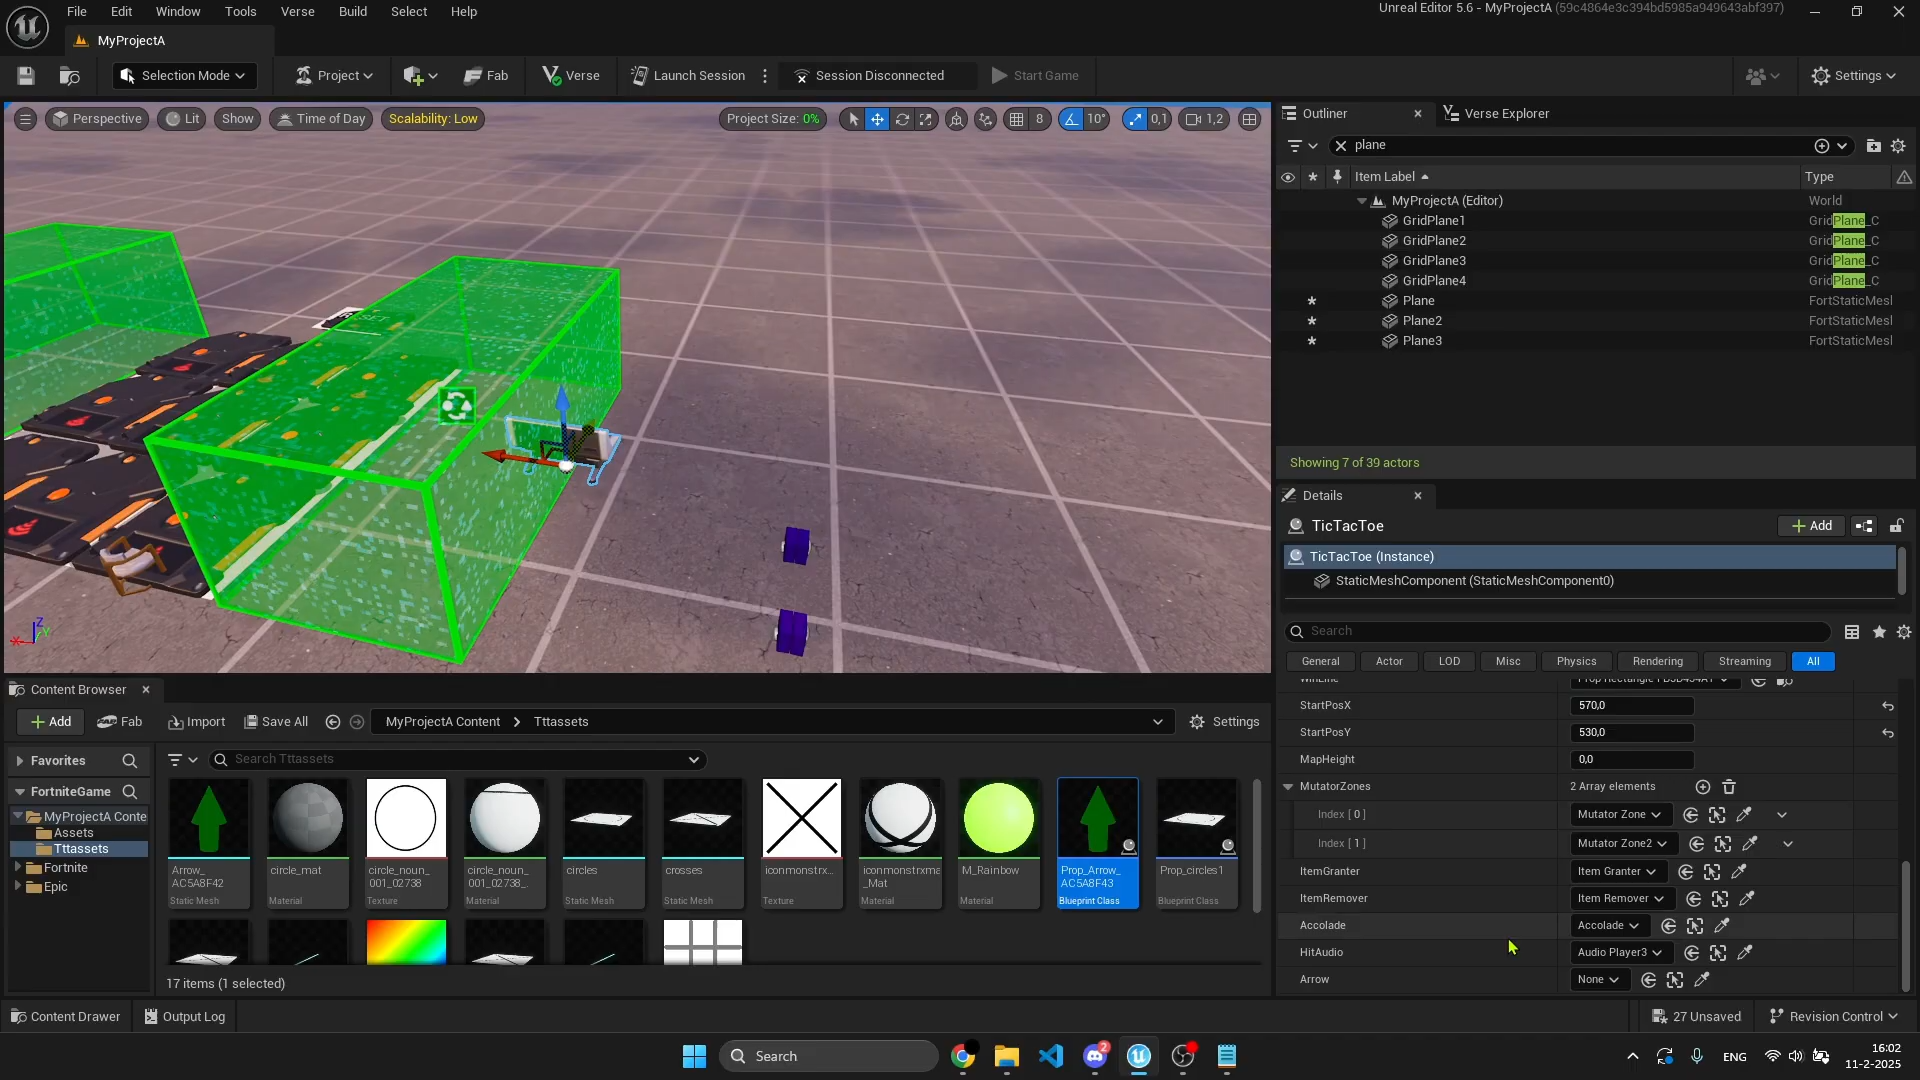 File Edit Window Tools Verse Build Select Help
Unreal Editor 5.6 - MyProjectA (59c4864e3c394bd5985a949643abf397)
MyProjectA
Selection Mode
Project
Fab
Verse
Launch Session
Session Disconnected
Start Game
Settings
Perspective
Lit
Show
Time of Day
Scalability: Low
Project Size: 0%
8
10°
0,1
1,2
Outliner
Verse Explorer
plane
Item Label
Type
MyProjectA (Editor) World
GridPlane1 GridPlane_C
GridPlane2 GridPlane_C
GridPlane3 GridPlane_C
GridPlane4 GridPlane_C
Plane FortStaticMesl
Plane2 FortStaticMesl
Plane3 FortStaticMesl
Showing 7 of 39 actors
Details
TicTacToe
Add
TicTacToe (Instance)
StaticMeshComponent (StaticMeshComponent0)
Search
General Actor LOD Misc Physics Rendering Streaming All
StartPosX 570,0
StartPosY 530,0
MapHeight 0,0
MutatorZones 2 Array elements
Index [ 0 ] Mutator Zone
Index [ 1 ] Mutator Zone2
ItemGranter Item Granter
ItemRemover Item Remover
Accolade Accolade
HitAudio Audio Player3
Arrow None
Z
Y
X
Content Browser
Add
Fab
Import
Save All
MyProjectA Content
Tttassets
Settings
Favorites
Search Tttassets
FortniteGame
MyProjectA Conte
Assets
Tttassets
Fortnite
Epic
Arrow_
AC5A8F42
Static Mesh
circle_mat
Material
circle_noun_
001_02738
Texture
circle_noun_
001_02738_
Material
circles
Static Mesh
crosses
Static Mesh
iconmonstrx...
Texture
iconmonstrxma
_Mat
Material
M_Rainbow
Material
Prop_Arrow_
AC5A8F43
Blueprint Class
Prop_circles1
Blueprint Class
17 items (1 selected)
Content Drawer
Output Log
27 Unsaved
Revision Control
Search
2
ENG
16:02
11-2-2025